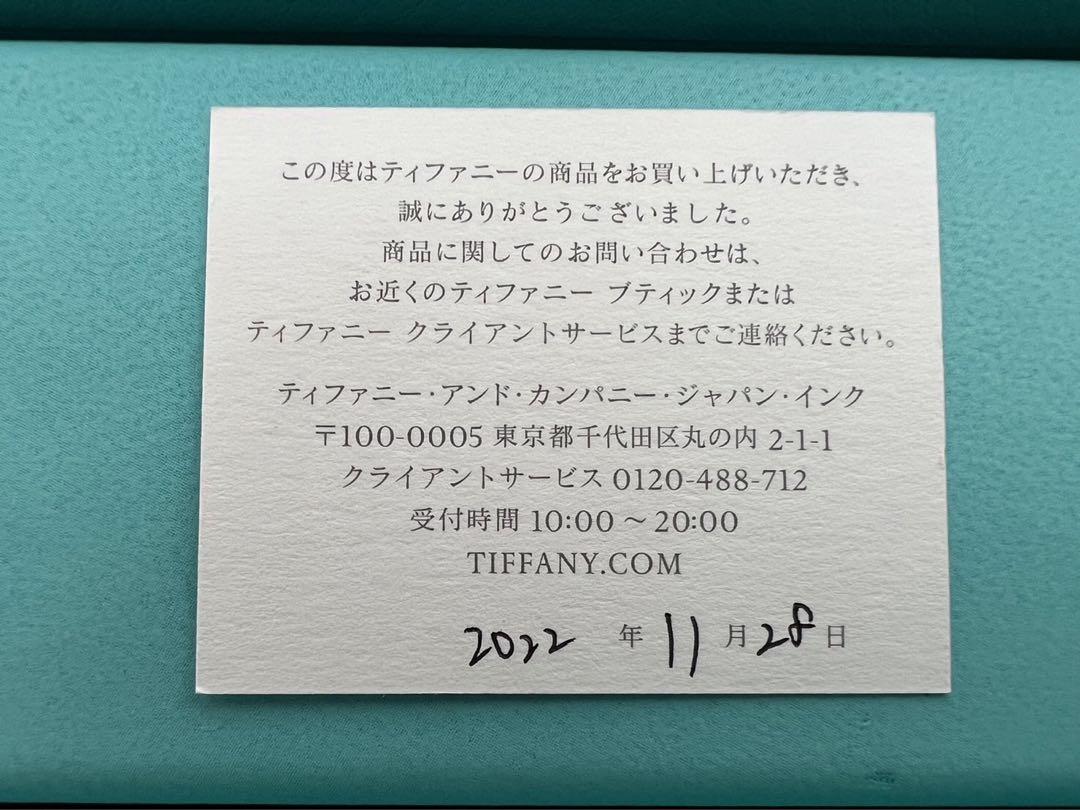 この度はティファニーの商品をお買い上げいただき、
誠にありがとうございました。
商品に関してのお問い合わせは、
お近くのティファニー ブティックまたは
ティファニー クライアントサービスまでご連絡ください。
ティファニー・アンド・カンパニー・ジャパン・インク
〒100-0005 東京都千代田区丸の内 2-1-1
クライアントサービス 0120-488-712
受付時間 10:00 〜 20:00
TIFFANY.COM
2022 年 11 月 28 日